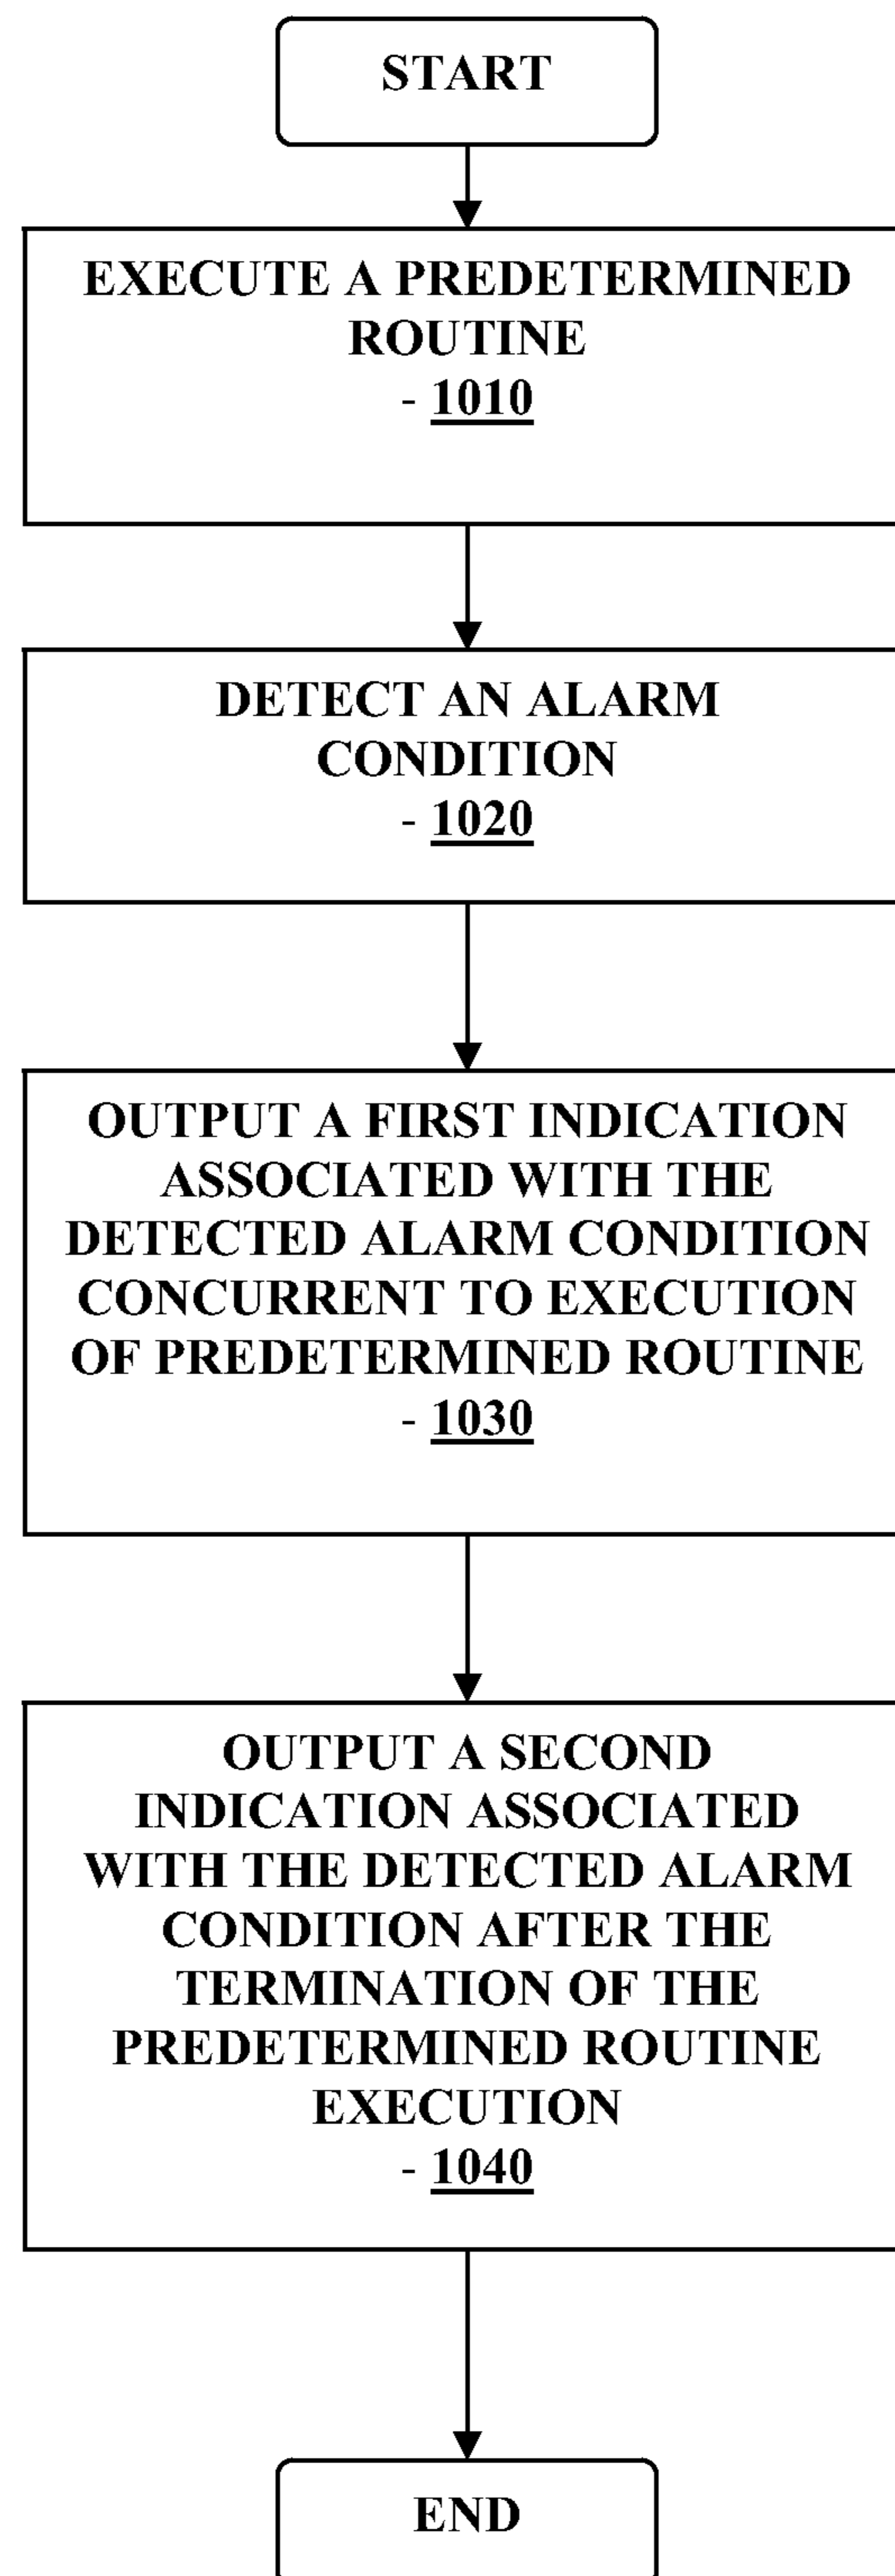 START
EXECUTE A PREDETERMINED
ROUTINE
- 1010
DETECT AN ALARM
CONDITION
- 1020
OUTPUT A FIRST INDICATION
ASSOCIATED WITH THE
DETECTED ALARM CONDITION
CONCURRENT TO EXECUTION
OF PREDETERMINED ROUTINE
- 1030
OUTPUT A SECOND
INDICATION ASSOCIATED
WITH THE DETECTED ALARM
CONDITION AFTER THE
TERMINATION OF THE
PREDETERMINED ROUTINE
EXECUTION
- 1040
END